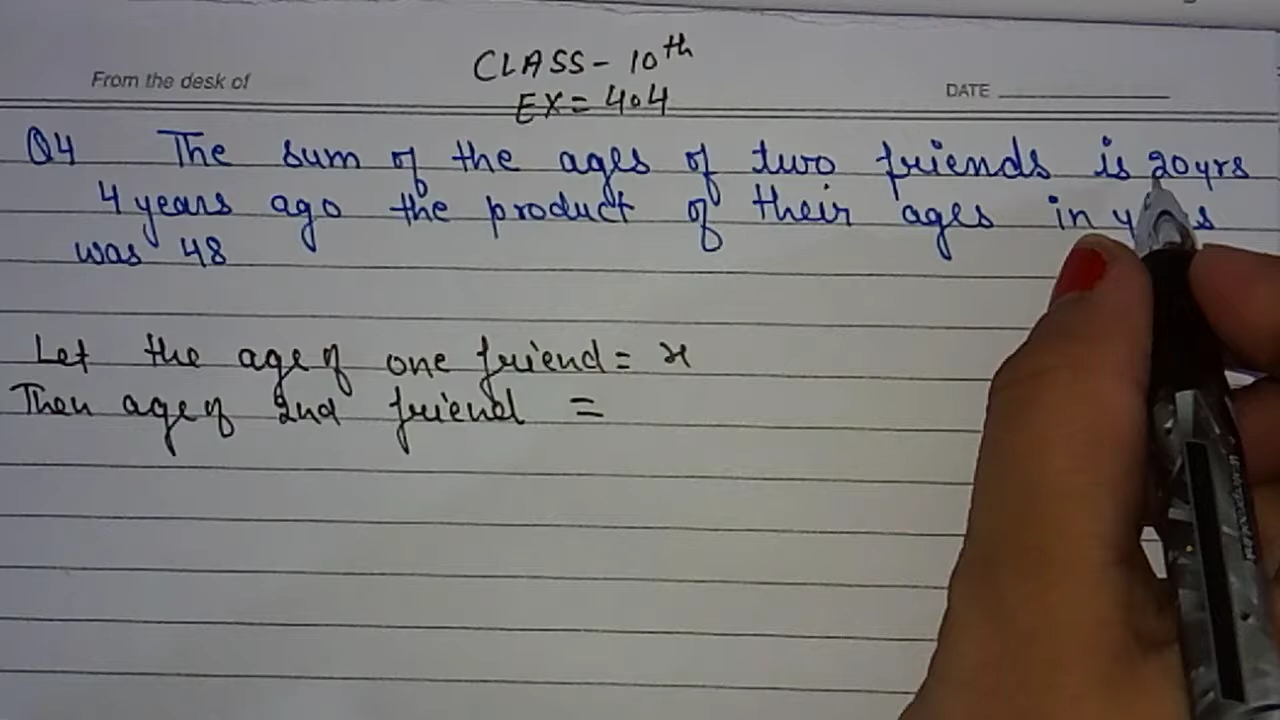 CLASS - 10th
From the desk of
EX = 4.4
DATE
Q4 The sum of the ages of two friends is 20yrs
4 years ago the product of their ages in
was 48
Let the age of one friend = x
Then age of 2nd friend =